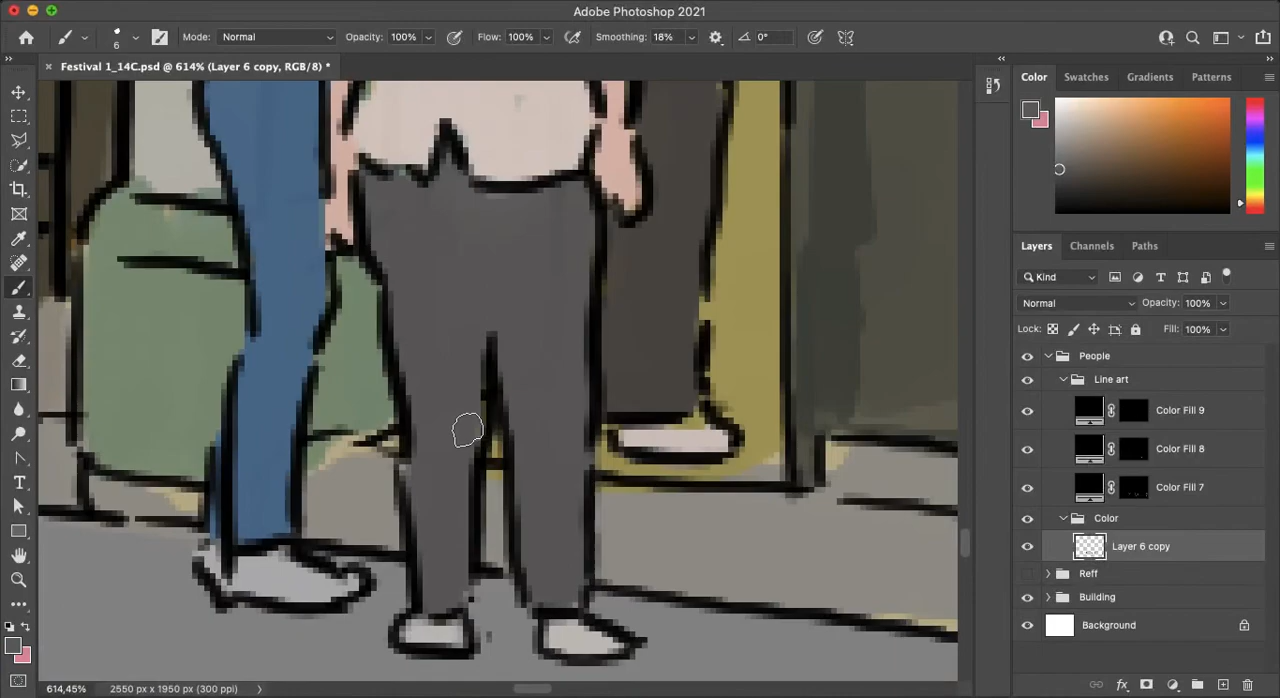 Adobe Photoshop 2021
6 Mode: Normal Opacity: 100% Flow: 100% Smoothing: 18% 0°
Festival 1_14C.psd @ 614% (Layer 6 copy, RGB/8) *
Color Swatches Gradients Patterns
Layers Channels Paths
Kind
Normal Opacity: 100%
Lock: Fill: 100%
People
Line art
Color Fill 9
Color Fill 8
Color Fill 7
Color
Layer 6 copy
Reff
Building
Background
614,45% 2550 px x 1950 px (300 ppi)